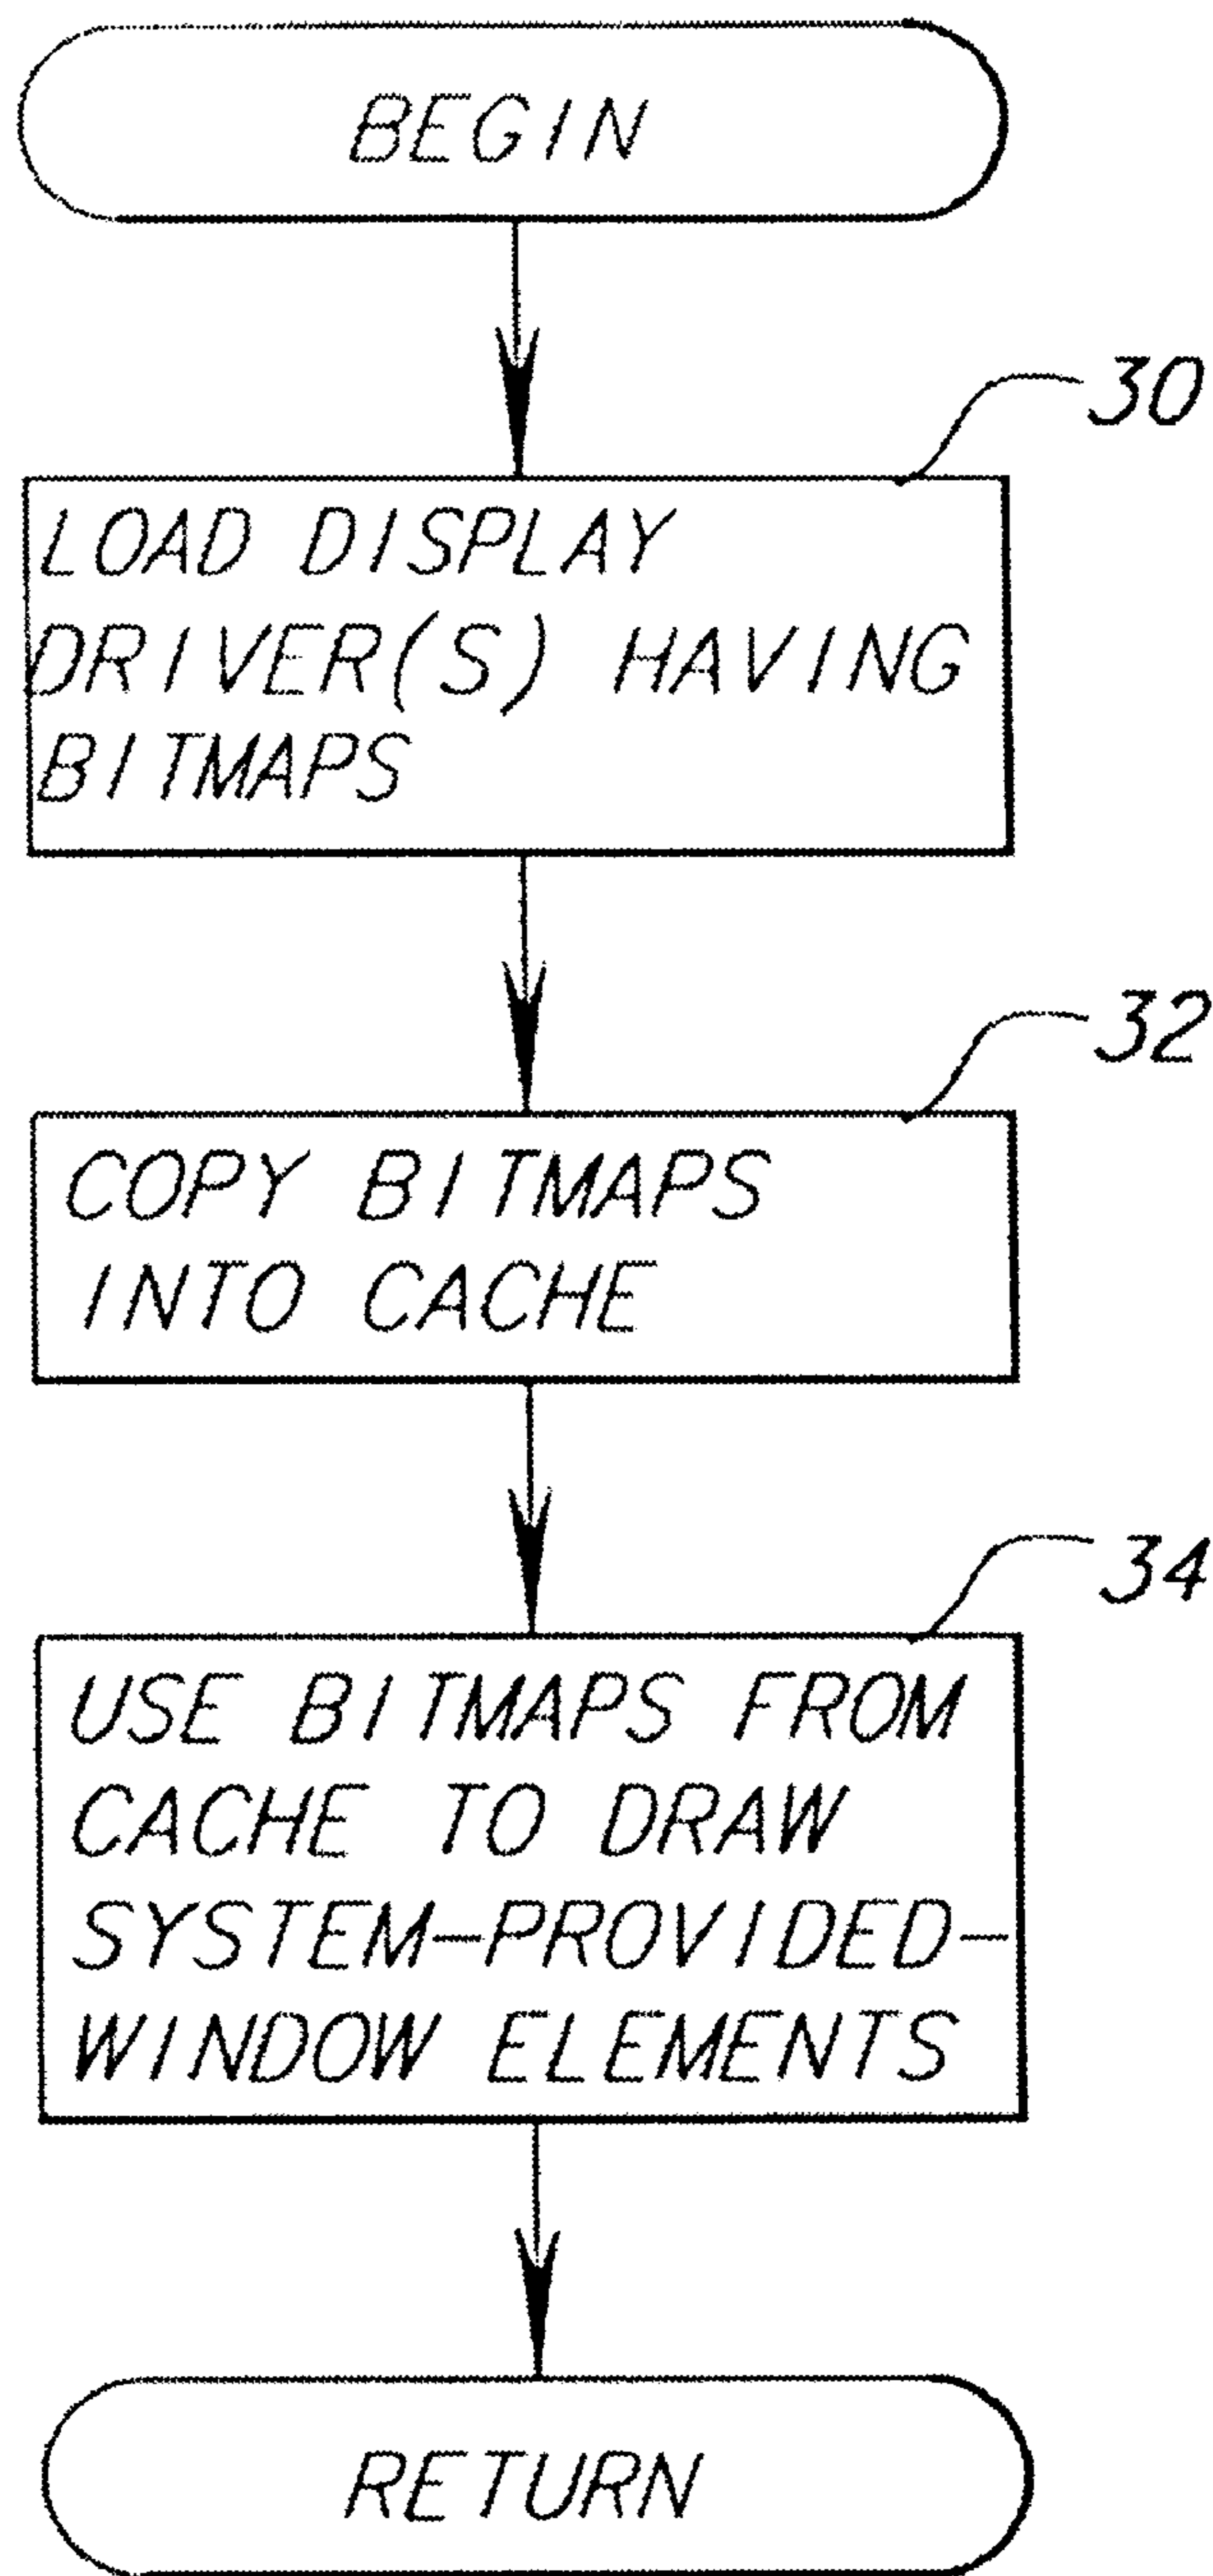 BEGIN
30
LOAD DISPLAY
DRIVER(S) HAVING
BITMAPS
32
COPY BITMAPS
INTO CACHE
34
USE BITMAPS FROM
CACHE TO DRAW
SYSTEM-PROVIDED-
WINDOW ELEMENTS
RETURN